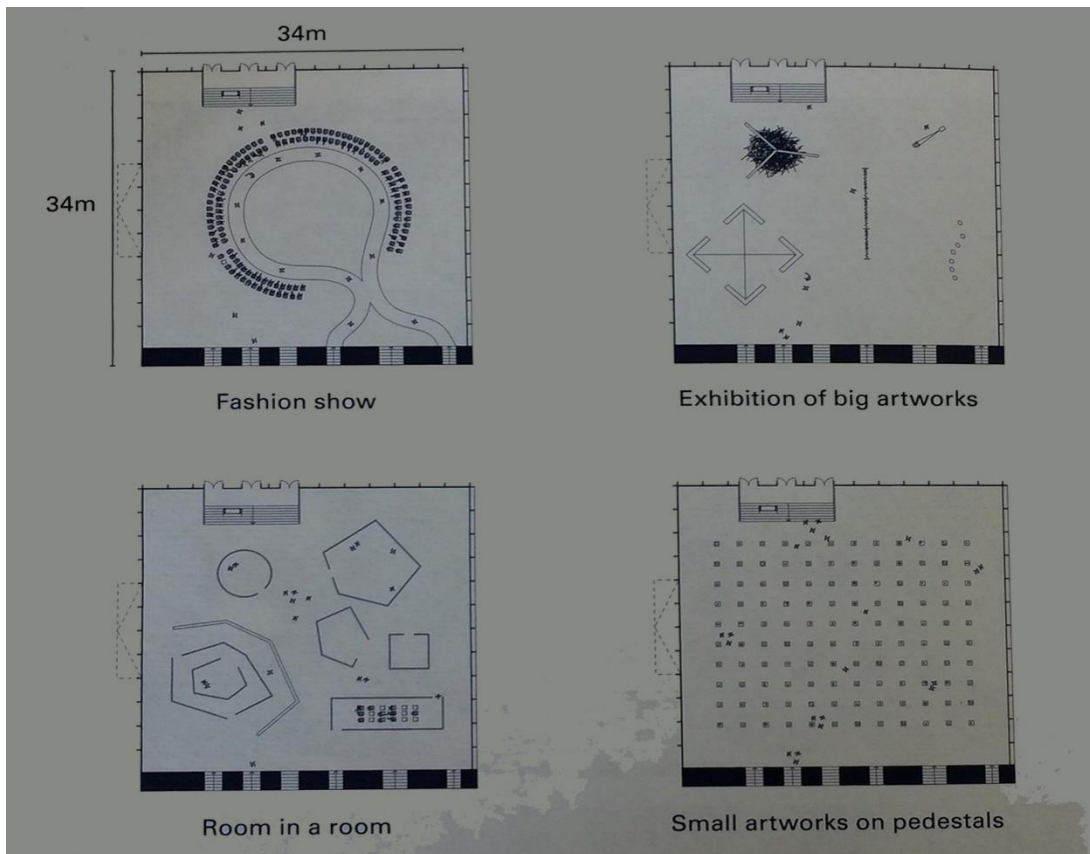 34m
34m
Fashion show
Exhibition of big artworks
Room in a room
Small artworks on pedestals